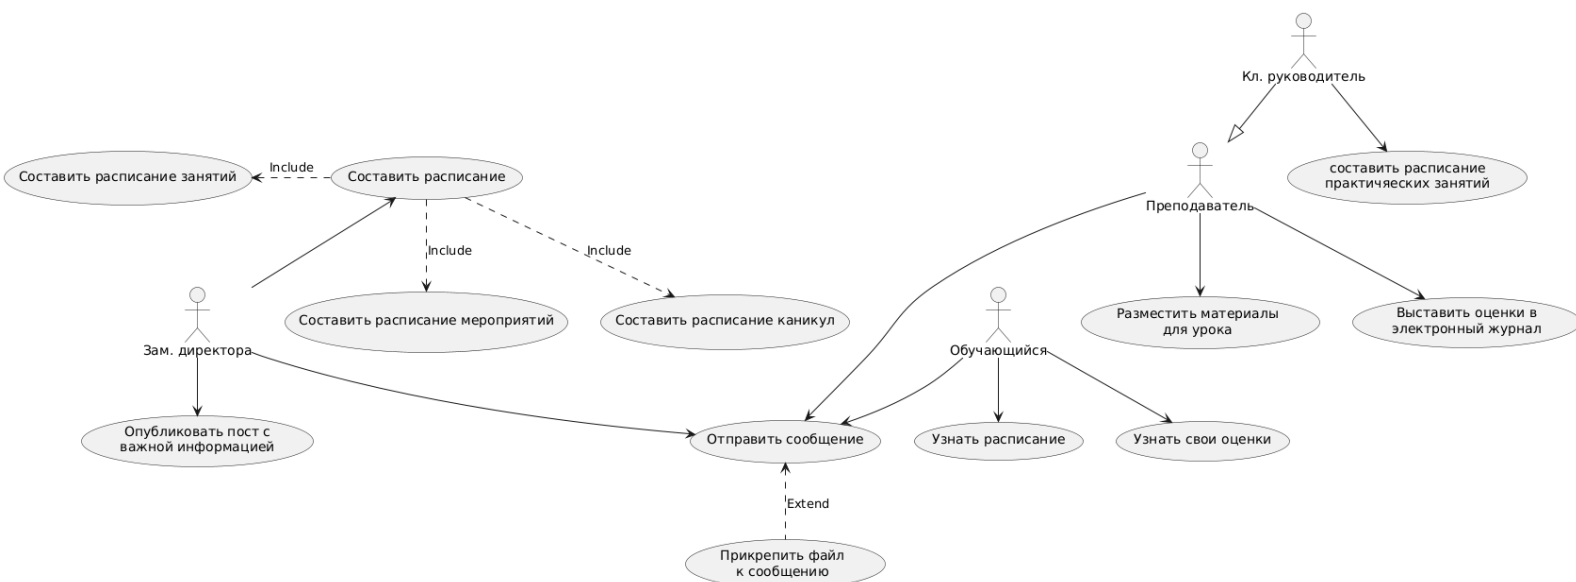 Кл. руководитель
Include
Составить расписание занятий
Составить расписание
составить расписание
практичяеских занятий
Преподаватель
Include
Include
Составить расписание мероприятий
Составить расписание каникул
Разместить материалы
для урока
Выставить оценки в
электронный журнал
Зам. директора
Обучающийся
Опубликовать пост с
важной информацией
Отправить сообщение
Узнать расписание
Узнать свои оценки
Extend
Прикрепить файл
к сообщению